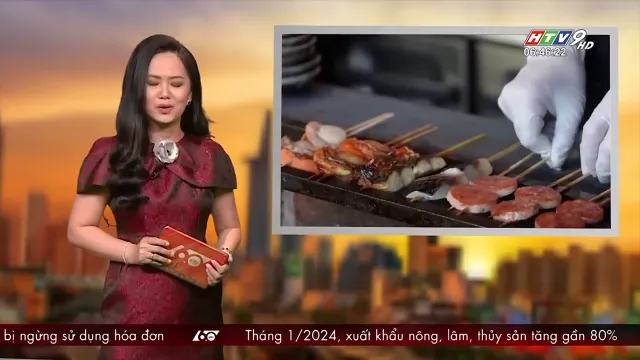 HTV9 HD
06:46:22
bị ngừng sử dụng hóa đơn 60 Tháng 1/2024, xuất khẩu nông, lâm, thủy sản tăng gần 80%